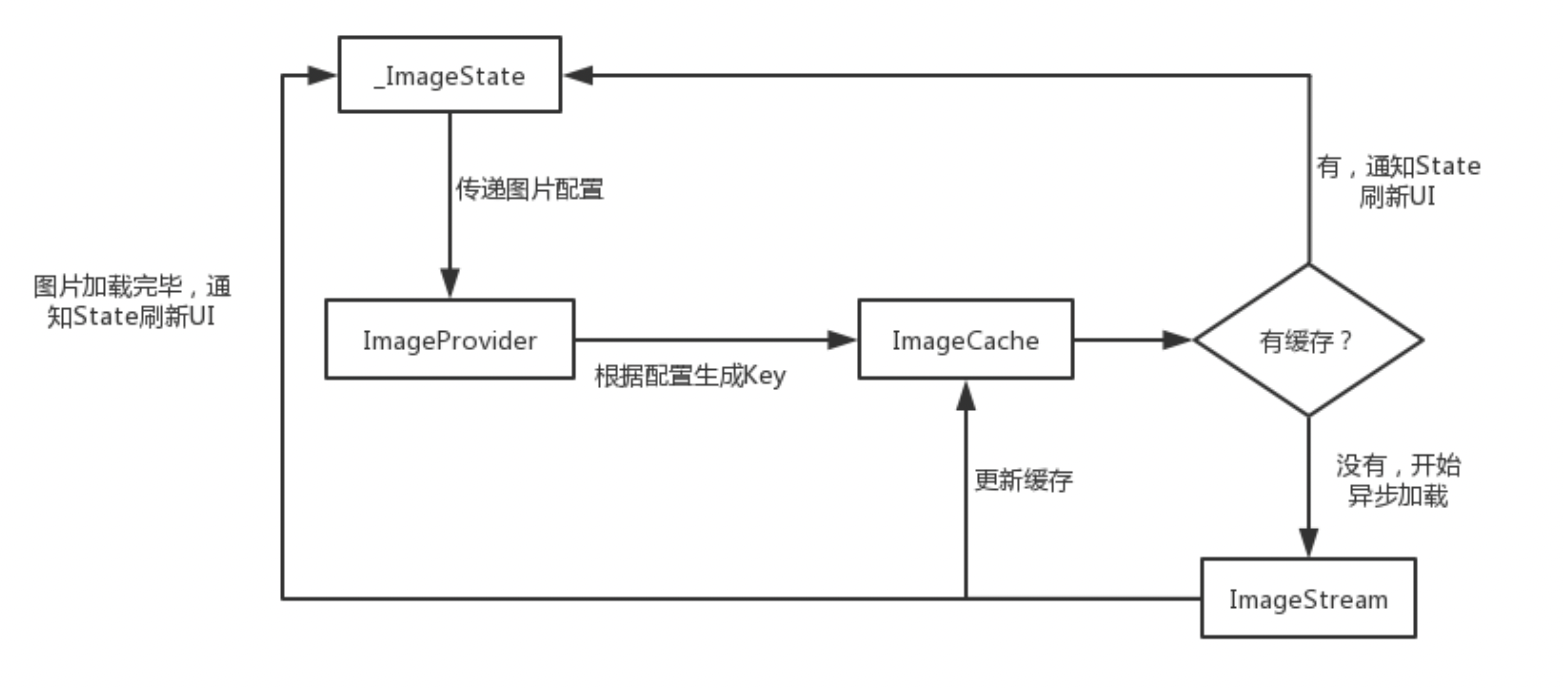 _ImageState
有，通知State
刷新UI
传递图片配置
图片加载完毕，通
知State刷新UI
ImageProvider
根据配置生成Key
ImageCache
有缓存？
更新缓存
没有，开始
异步加载
ImageStream